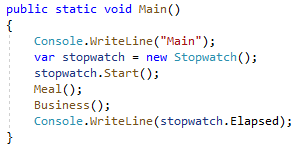 public static void Main()
{
    Console.WriteLine("Main");
    var stopwatch = new Stopwatch();
    stopwatch.Start();
    Meal();
    Business();
    Console.WriteLine(stopwatch.Elapsed);
}